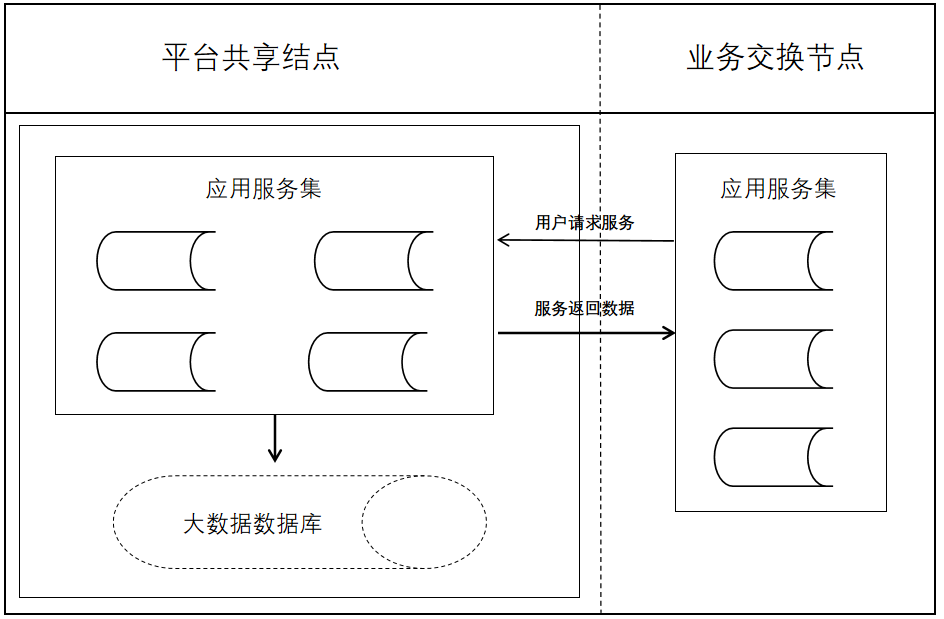 平台共享结点
业务交换节点
应用服务集
应用服务集
用户请求服务
服务返回数据
大数据数据库